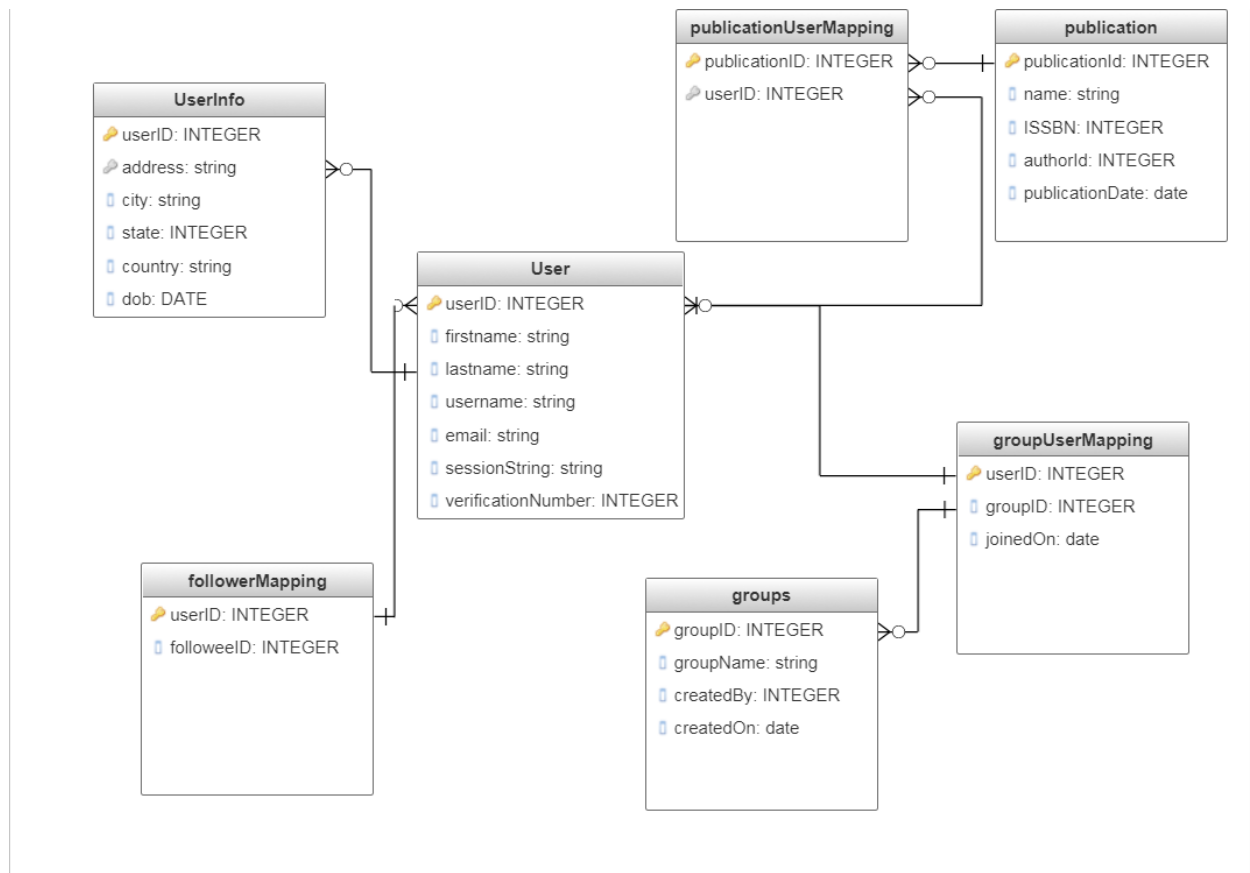 publicationUserMapping
publicationID: INTEGER
userID: INTEGER
publication
publicationId: INTEGER
name: string
ISSBN: INTEGER
authorId: INTEGER
publicationDate: date
UserInfo
userID: INTEGER
address: string
city: string
state: INTEGER
country: string
dob: DATE
User
userID: INTEGER
firstname: string
lastname: string
username: string
email: string
sessionString: string
verificationNumber: INTEGER
groupUserMapping
userID: INTEGER
groupID: INTEGER
joinedOn: date
followerMapping
userID: INTEGER
followeeID: INTEGER
groups
groupID: INTEGER
groupName: string
createdBy: INTEGER
createdOn: date